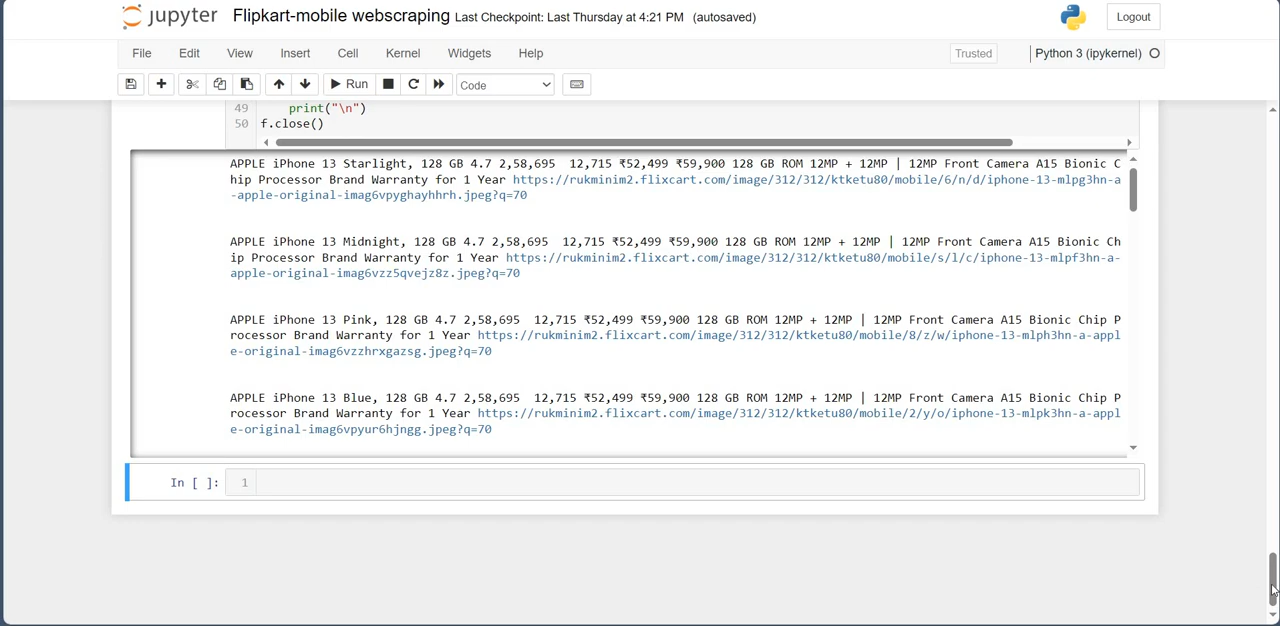 jupyter Flipkart-mobile webscraping Last Checkpoint: Last Thursday at 4:21 PM (autosaved) Logout
File Edit View Insert Cell Kernel Widgets Help Trusted Python 3 (ipykernel)
Run Code
49 print("\n")
50 f.close()
APPLE iPhone 13 Starlight, 128 GB 4.7 2,58,695  12,715 ₹52,499 ₹59,900 128 GB ROM 12MP + 12MP | 12MP Front Camera A15 Bionic C
hip Processor Brand Warranty for 1 Year https://rukminim2.flixcart.com/image/312/312/ktketu80/mobile/6/n/d/iphone-13-mlpg3hn-a
-apple-original-imag6vpyghayhhrh.jpeg?q=70
APPLE iPhone 13 Midnight, 128 GB 4.7 2,58,695  12,715 ₹52,499 ₹59,900 128 GB ROM 12MP + 12MP | 12MP Front Camera A15 Bionic Ch
ip Processor Brand Warranty for 1 Year https://rukminim2.flixcart.com/image/312/312/ktketu80/mobile/s/l/c/iphone-13-mlpf3hn-a-
apple-original-imag6vzz5qvejz8z.jpeg?q=70
APPLE iPhone 13 Pink, 128 GB 4.7 2,58,695  12,715 ₹52,499 ₹59,900 128 GB ROM 12MP + 12MP | 12MP Front Camera A15 Bionic Chip P
rocessor Brand Warranty for 1 Year https://rukminim2.flixcart.com/image/312/312/ktketu80/mobile/8/z/w/iphone-13-mlph3hn-a-appl
e-original-imag6vzzhrxgazsg.jpeg?q=70
APPLE iPhone 13 Blue, 128 GB 4.7 2,58,695  12,715 ₹52,499 ₹59,900 128 GB ROM 12MP + 12MP | 12MP Front Camera A15 Bionic Chip P
rocessor Brand Warranty for 1 Year https://rukminim2.flixcart.com/image/312/312/ktketu80/mobile/2/y/o/iphone-13-mlpk3hn-a-appl
e-original-imag6vpyur6hjngg.jpeg?q=70
In [ ]: 1